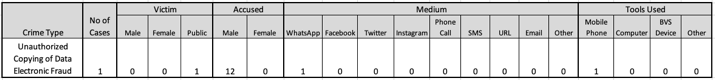 Crime Type No of Cases Victim Accused Medium Tools Used
Male Female Public Male Female WhatsApp Facebook Twitter Instagram Phone Call SMS URL Email Other Mobile Phone Computer BVS Device Other
Unauthorized
Copying of Data
Electronic Fraud 1 0 0 1 12 0 1 0 0 0 0 0 0 0 0 1 0 0 0